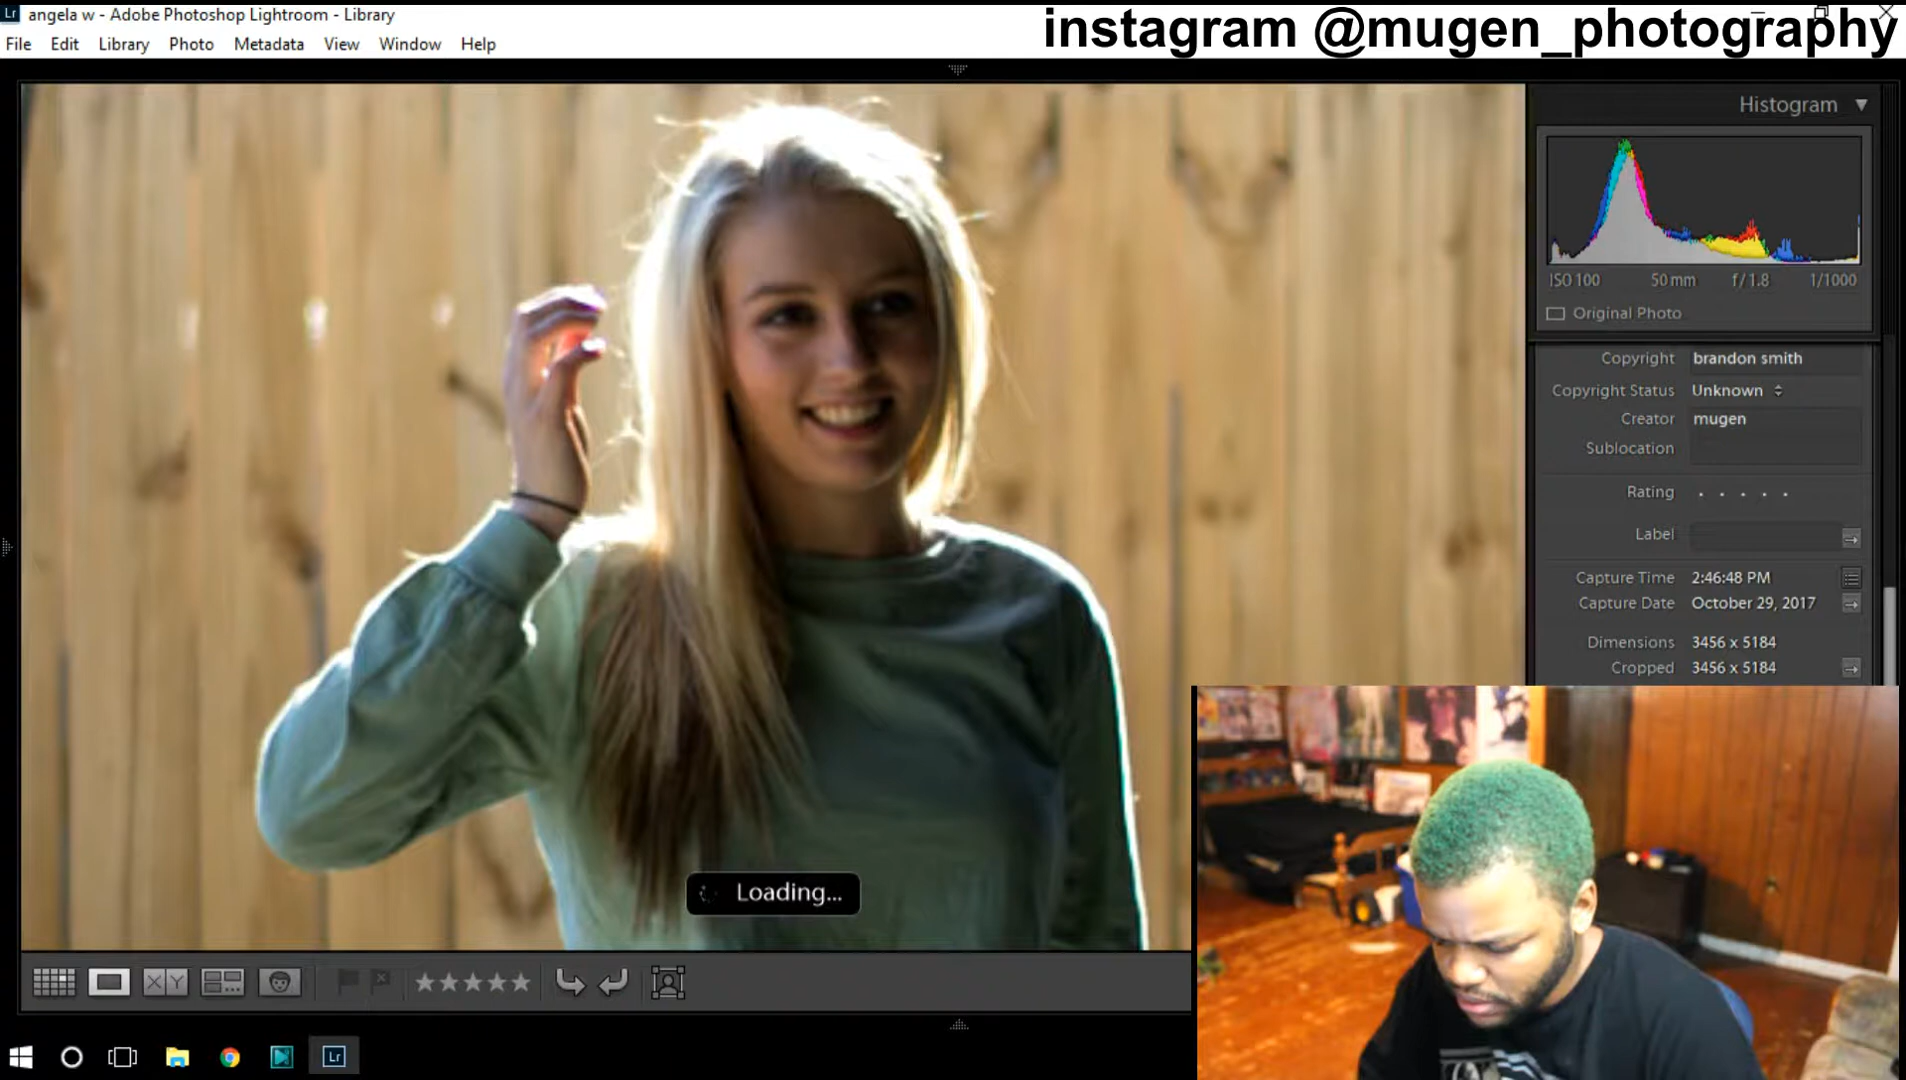 Lr angela w - Adobe Photoshop Lightroom - Library
instagram @mugen_photography
File Edit Library Photo Metadata View Window Help
Histogram
ISO 100 50 mm f/1.8 1/1000
Original Photo
Copyright brandon smith
Copyright Status Unknown
Creator mugen
Sublocation
Rating
Label
Capture Time 2:46:48 PM
Capture Date October 29, 2017
Dimensions 3456 x 5184
Cropped 3456 x 5184
Loading...
X Y
Lr